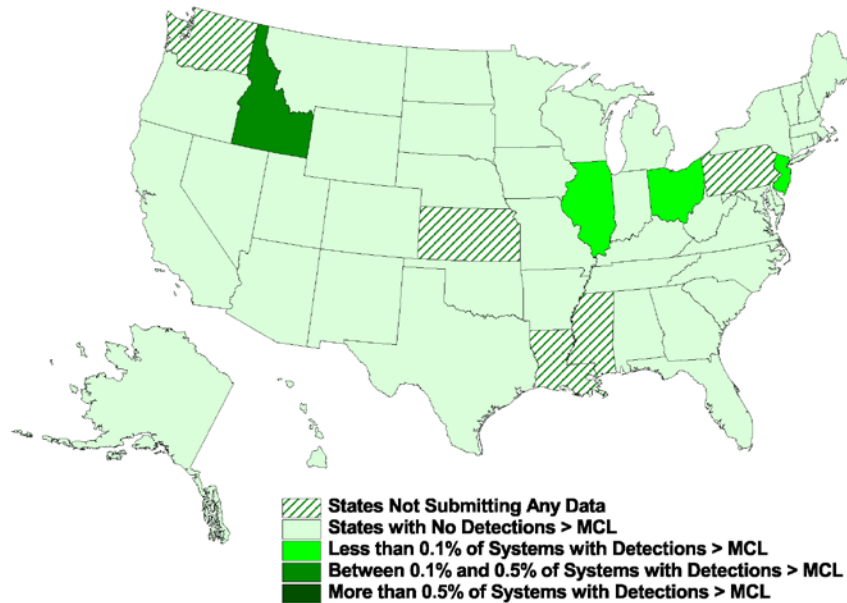 States Not Submitting Any Data
States with No Detections > MCL
Less than 0.1% of Systems with Detections > MCL
Between 0.1% and 0.5% of Systems with Detections > MCL
More than 0.5% of Systems with Detections > MCL